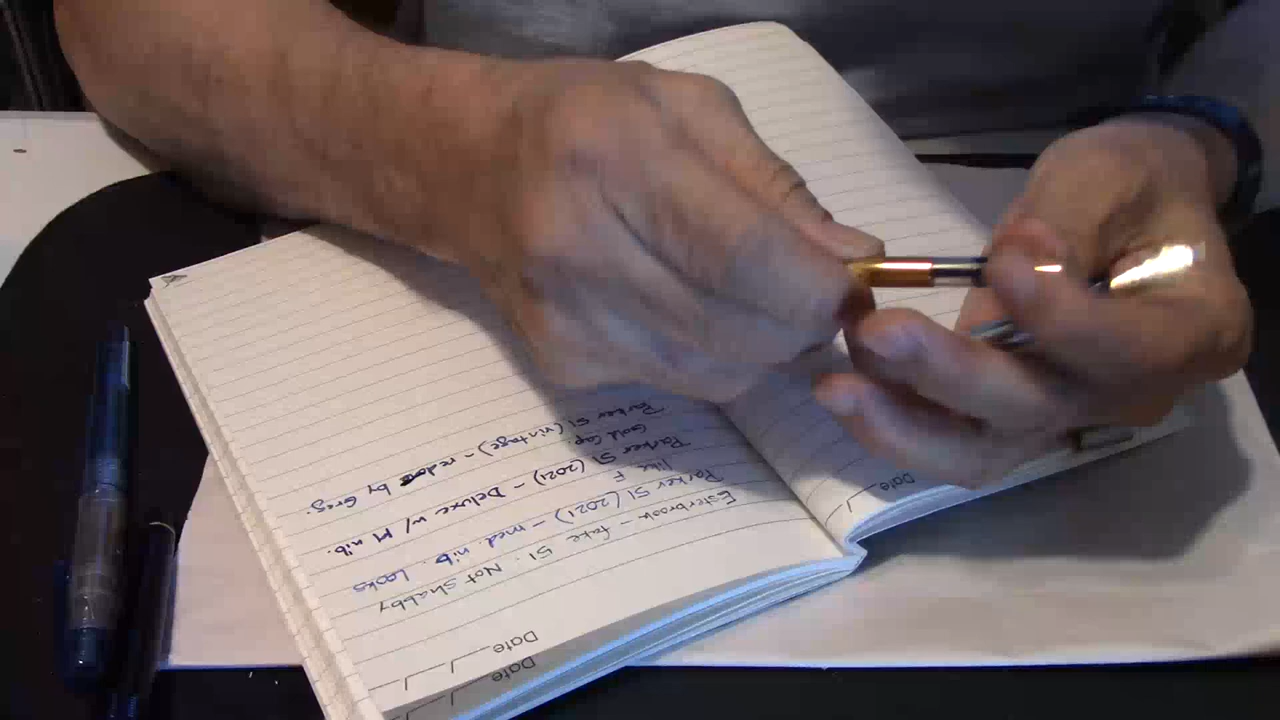 Date
Date
Esterbrook - fake 51. Not shabby
Parker 51 (2021) - med. nib. Looks
like F
Parker 51 (2021) - Deluxe w/ M nib.
Gold Cap.
Parker 51 (vintage) - redone by Greg.
Date